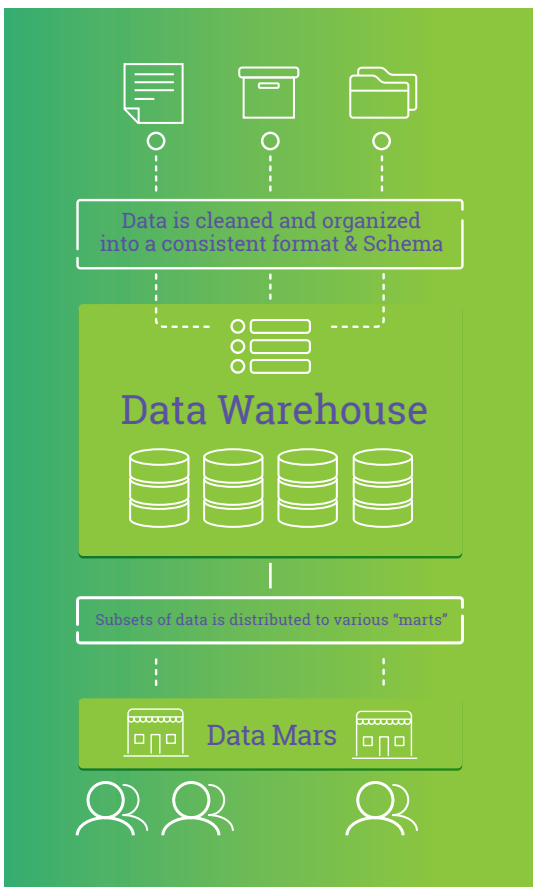 Data is cleaned and organized
into a consistent format & Schema
Data Warehouse
Subsets of data is distributed to various “marts”
Data Mars